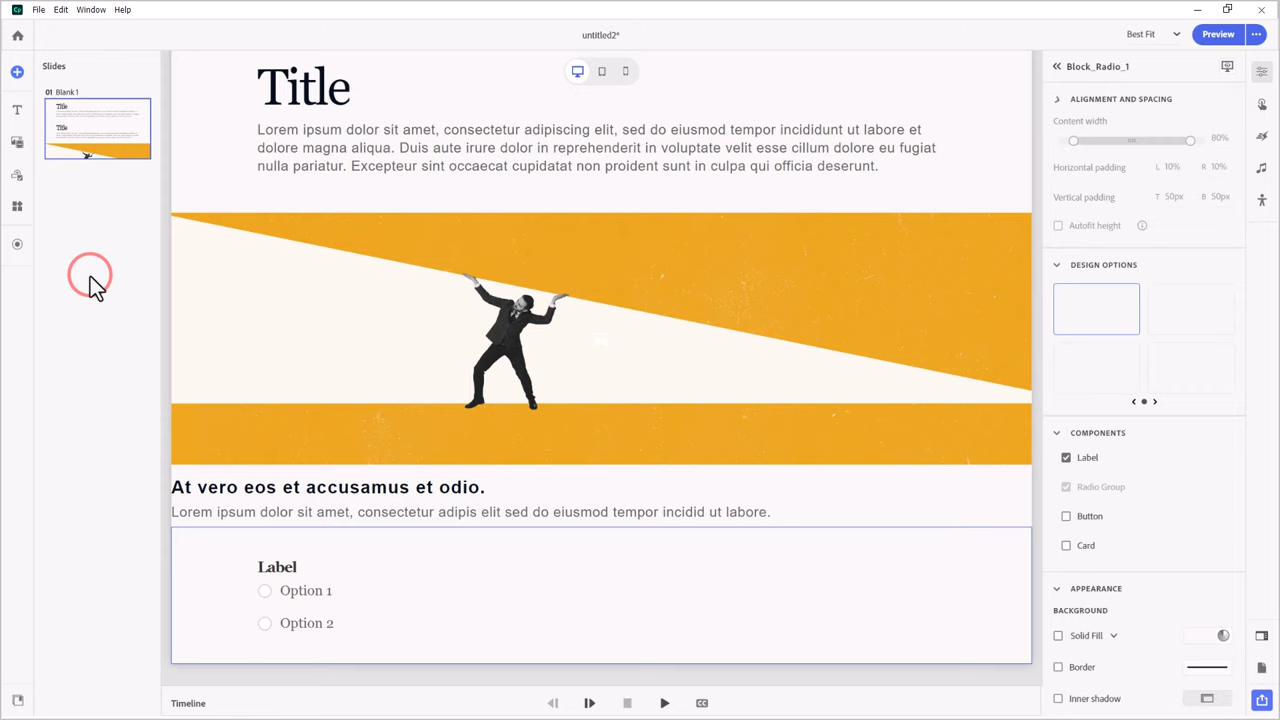 Cp File Edit Window Help
untitled2*
Best Fit
Preview
Slides
01 Blank 1
Title
Title
Title
Lorem ipsum dolor sit amet, consectetur adipiscing elit, sed do eiusmod tempor incididunt ut labore et
dolore magna aliqua. Duis aute irure dolor in reprehenderit in voluptate velit esse cillum dolore eu fugiat
nulla pariatur. Excepteur sint occaecat cupidatat non proident sunt in culpa qui officia deserunt.
At vero eos et accusamus et odio.
Lorem ipsum dolor sit amet, consectetur adipis elit sed do eiusmod tempor incidid ut labore.
Label
Option 1
Option 2
Timeline
Block_Radio_1
ALIGNMENT AND SPACING
Content width
80%
Horizontal padding L 10% R 10%
Vertical padding T 50px B 50px
Autofit height
DESIGN OPTIONS
COMPONENTS
Label
Radio Group
Button
Card
APPEARANCE
BACKGROUND
Solid Fill
Border
Inner shadow